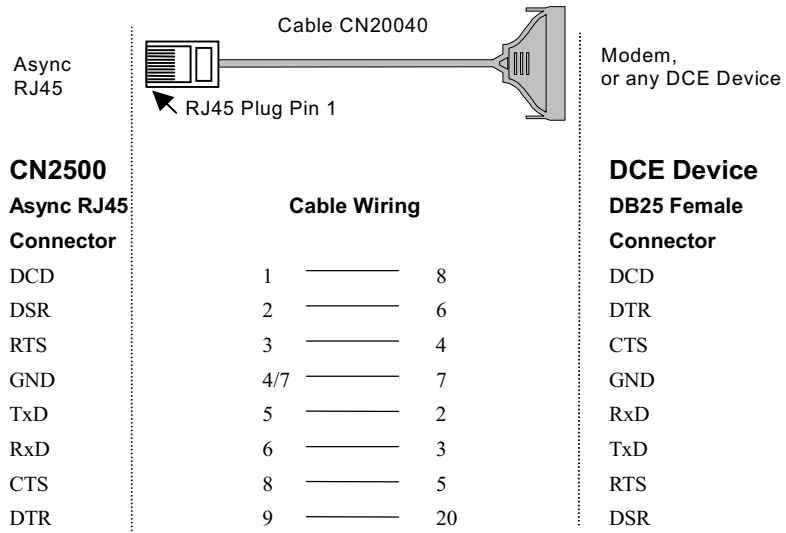 Cable CN20040
Async
RJ45
Modem,
or any DCE Device
RJ45 Plug Pin 1
CN2500 DCE Device
Async RJ45 Cable Wiring DB25 Female
Connector Connector
DCD 1 8 DCD
DSR 2 6 DTR
RTS 3 4 CTS
GND 4/7 7 GND
TxD 5 2 RxD
RxD 6 3 TxD
CTS 8 5 RTS
DTR 9 20 DSR